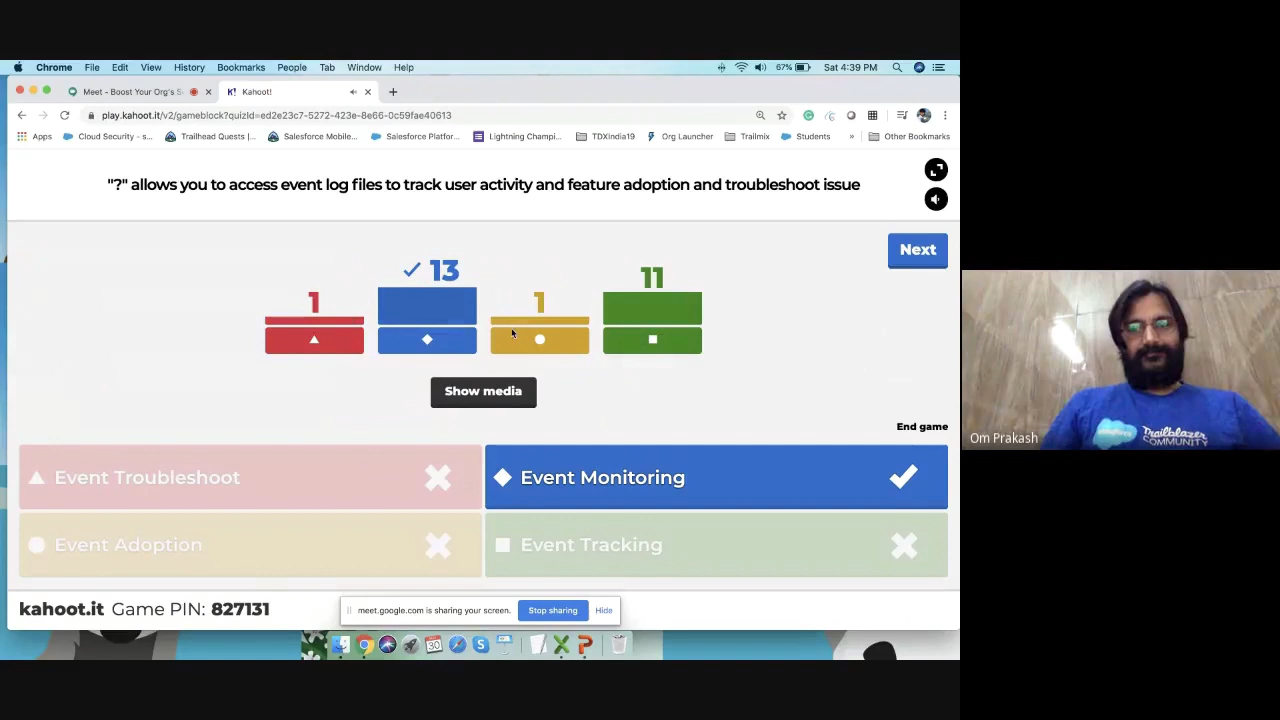 Chrome File Edit View History Bookmarks People Tab Window Help 67% Sat 4:39 PM
Meet - Boost Your Org's S Kahoot!
play.kahoot.it/v2/gameblock?quizId=ed2e23c7-5272-423e-8e66-0c59fae40613
Apps Cloud Security - s... Trailhead Quests |... Salesforce Mobile... Salesforce Platfor... Lightning Champi... TDXIndia19 Org Launcher Trailmix Students » Other Bookmarks
"?" allows you to access event log files to track user activity and feature adoption and troubleshoot issue
Next
1 13 1 11
Show media
End game
Event Troubleshoot
Event Monitoring
Event Adoption
Event Tracking
kahoot.it Game PIN: 827131
meet.google.com is sharing your screen. Stop sharing Hide
30
Trailblazer
COMMUNITY
Om Prakash